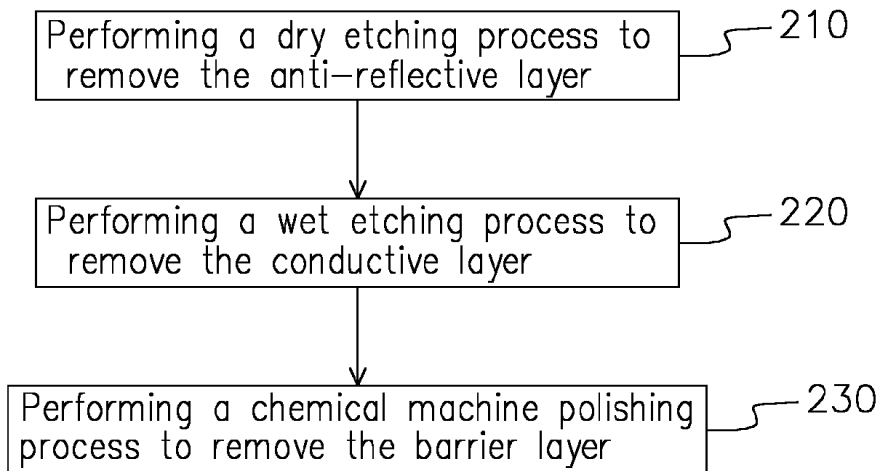 Performing a dry etching process to
remove the anti-reflective layer
210
Performing a wet etching process to
remove the conductive layer
220
Performing a chemical machine polishing
process to remove the barrier layer
230